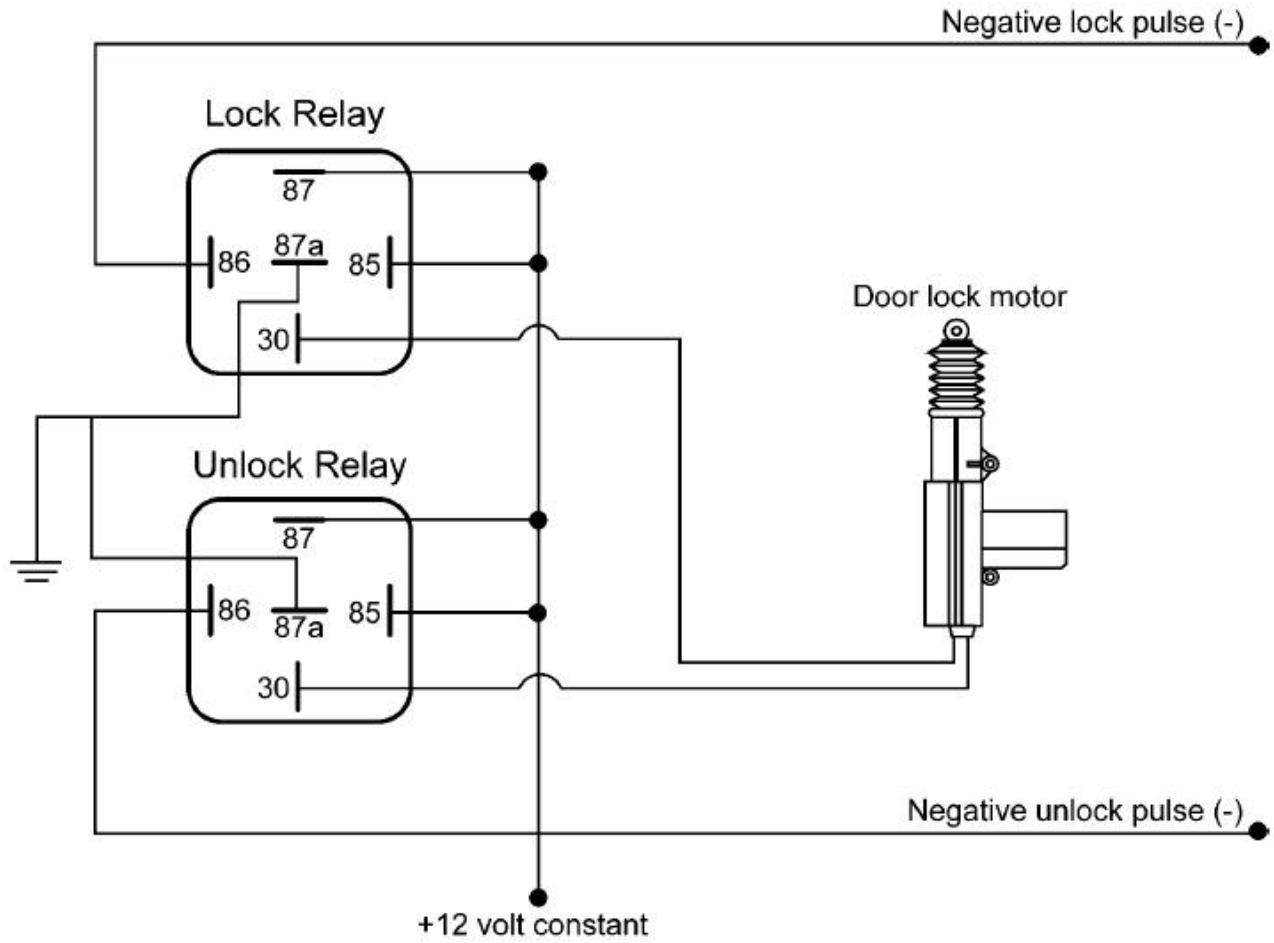 Negative lock pulse (-)
Lock Relay
87
86
87a
85
30
Door lock motor
Unlock Relay
87
86
87a
85
30
Negative unlock pulse (-)
+12 volt constant